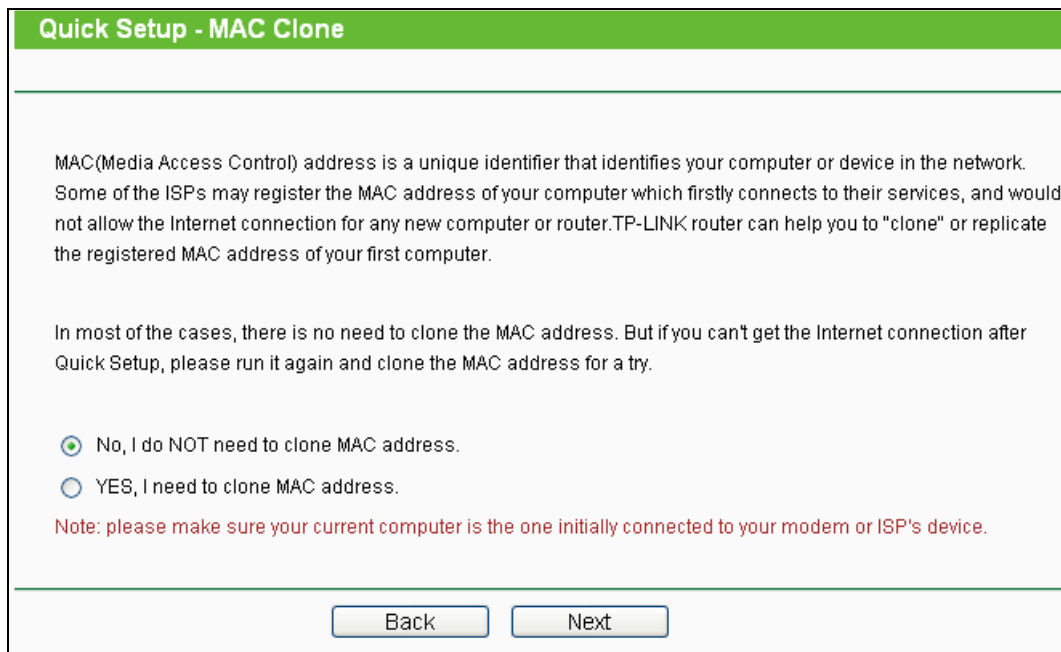 Quick Setup - MAC Clone
MAC(Media Access Control) address is a unique identifier that identifies your computer or device in the network.
Some of the ISPs may register the MAC address of your computer which firstly connects to their services, and would
not allow the Internet connection for any new computer or router.TP-LINK router can help you to "clone" or replicate
the registered MAC address of your first computer.
In most of the cases, there is no need to clone the MAC address. But if you can't get the Internet connection after
Quick Setup, please run it again and clone the MAC address for a try.
No, I do NOT need to clone MAC address.
YES, I need to clone MAC address.
Note: please make sure your current computer is the one initially connected to your modem or ISP's device.
Back Next